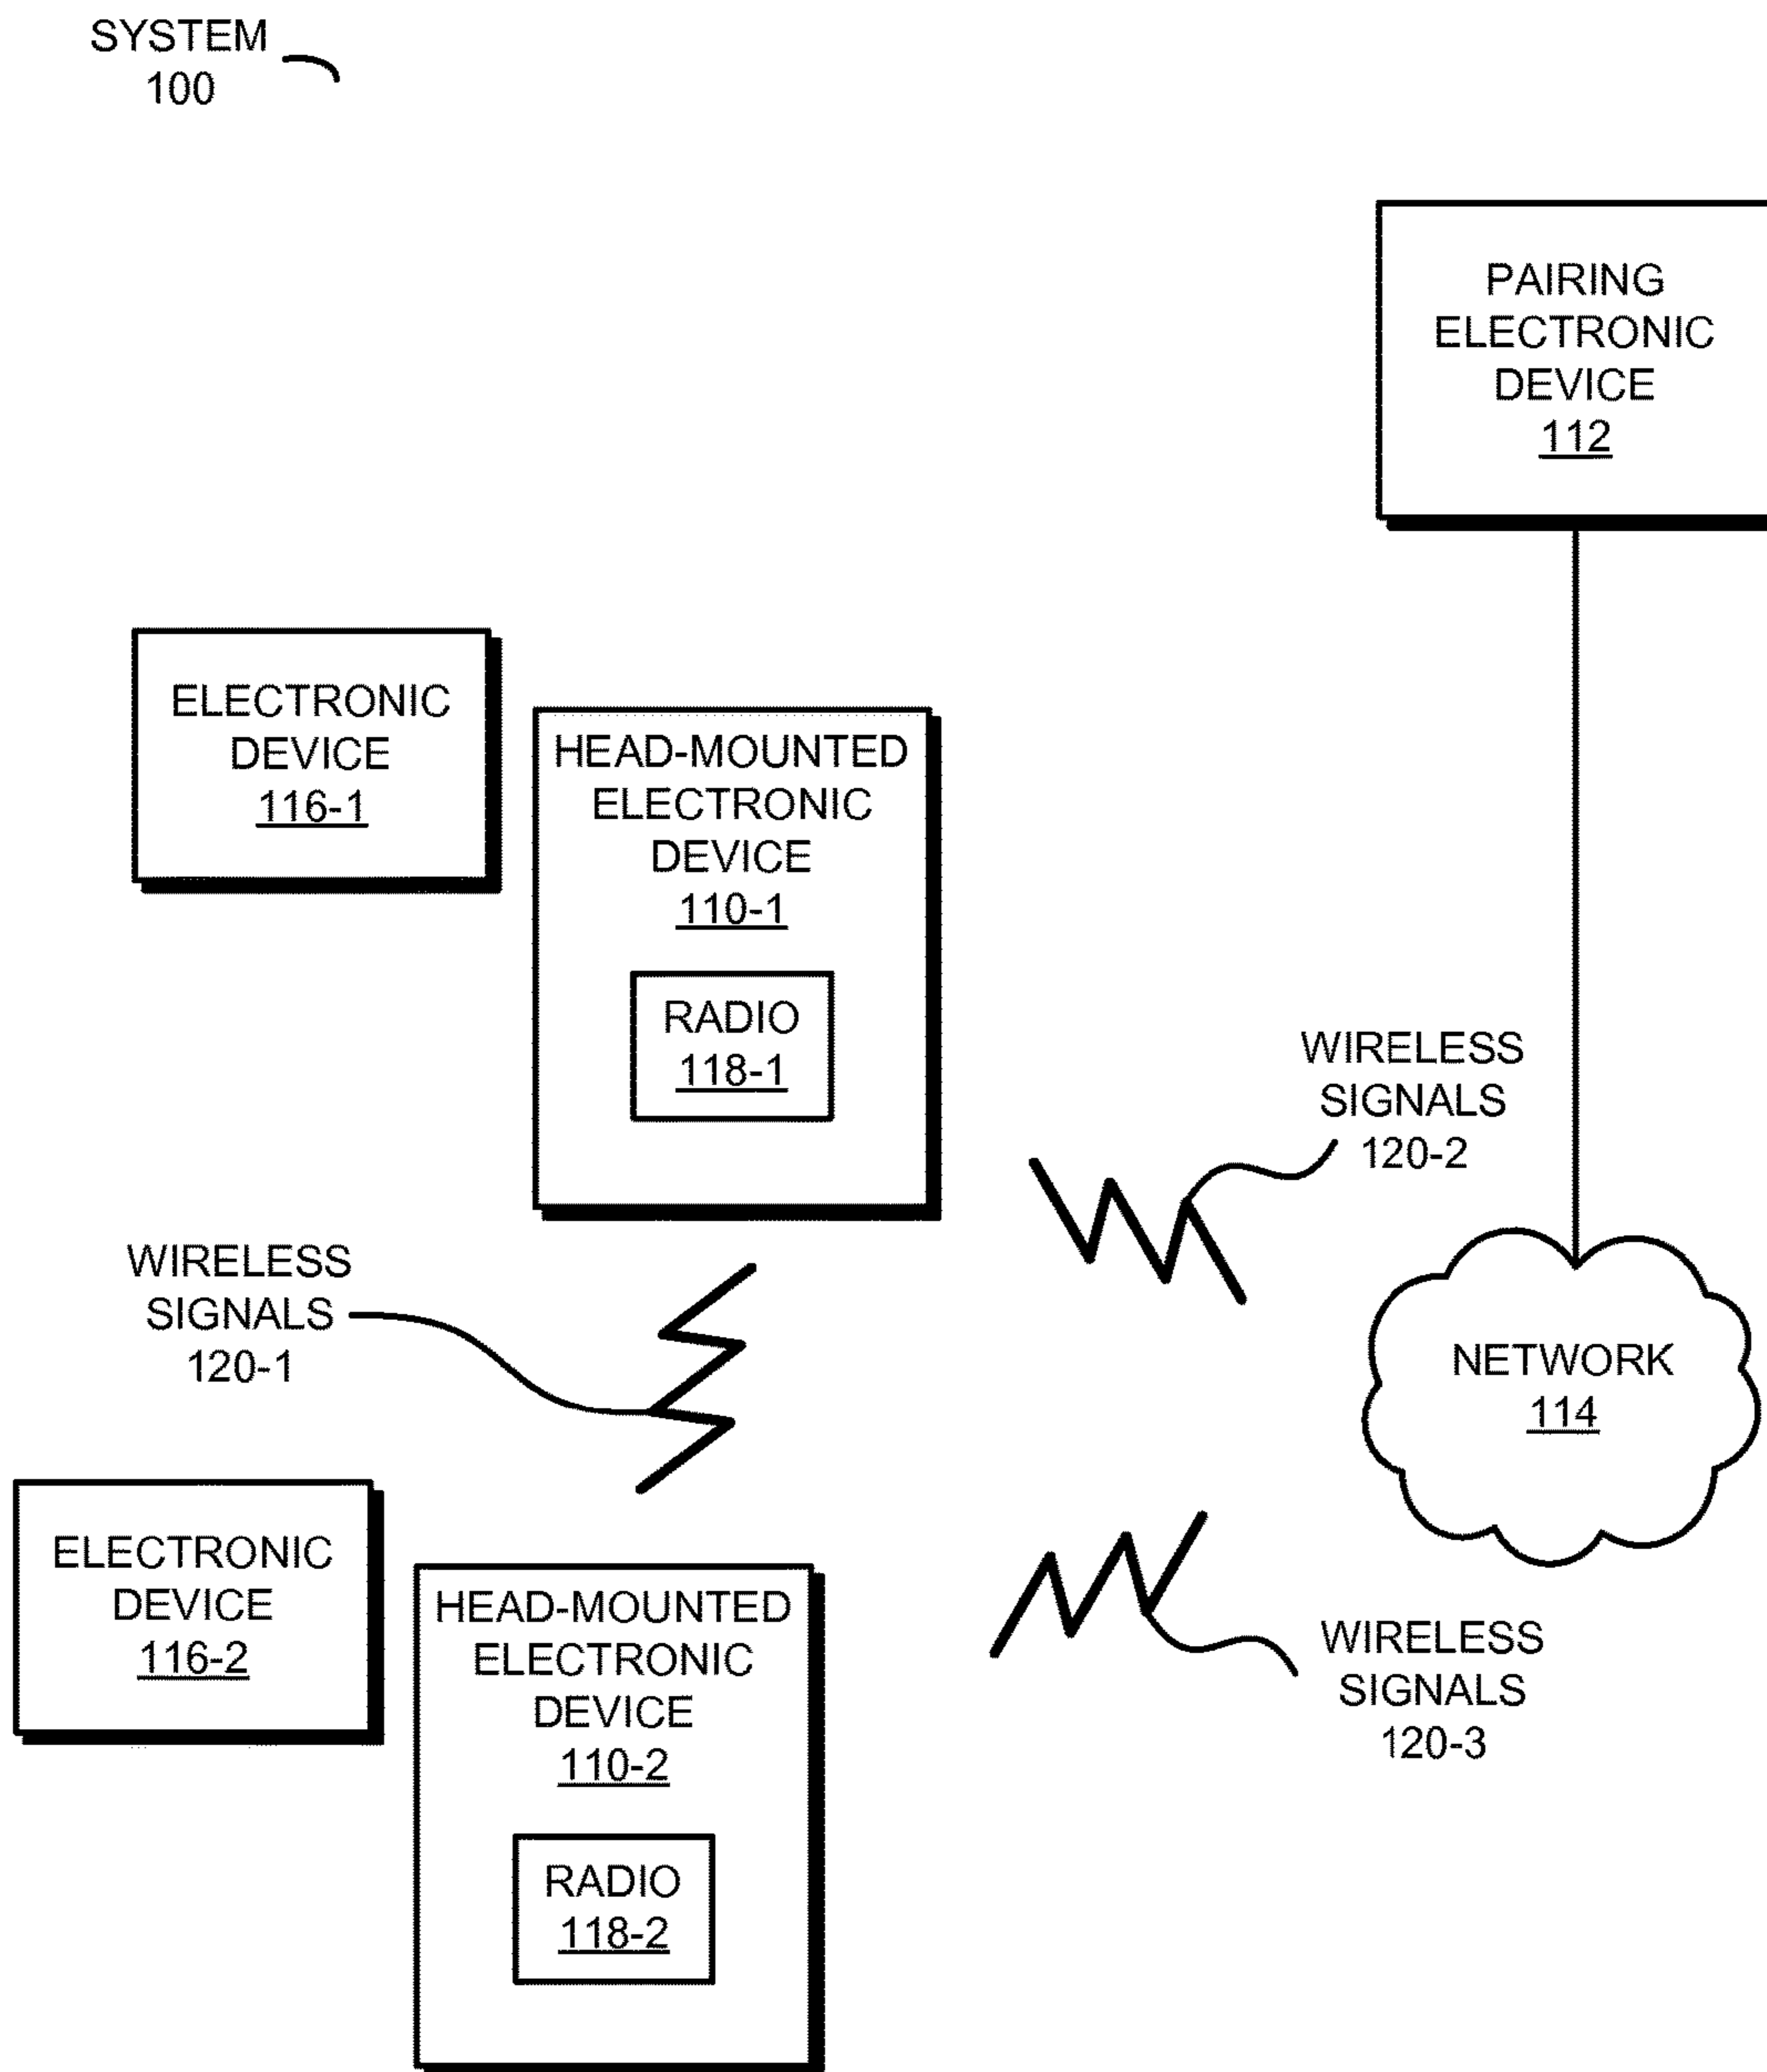 SYSTEM
100
PAIRING
ELECTRONIC
DEVICE
112
ELECTRONIC
DEVICE
116-1
HEAD-MOUNTED
ELECTRONIC
DEVICE
110-1
RADIO
118-1
WIRELESS
SIGNALS
120-2
WIRELESS
SIGNALS
120-1
NETWORK
114
ELECTRONIC
DEVICE
116-2
HEAD-MOUNTED
ELECTRONIC
DEVICE
110-2
RADIO
118-2
WIRELESS
SIGNALS
120-3